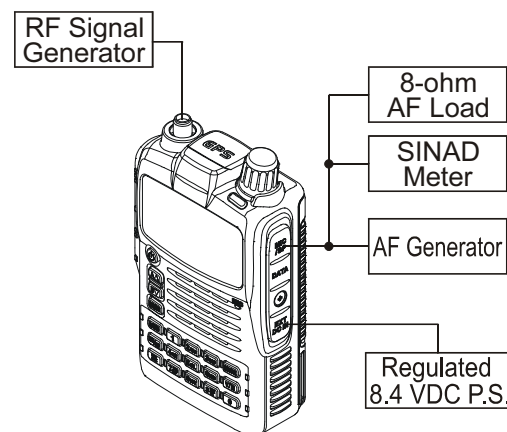 RF Signal
Generator
8-ohm
AF Load
SINAD
Meter
AF Generator
Regulated
8.4 VDC P.S.
GPS
DATA